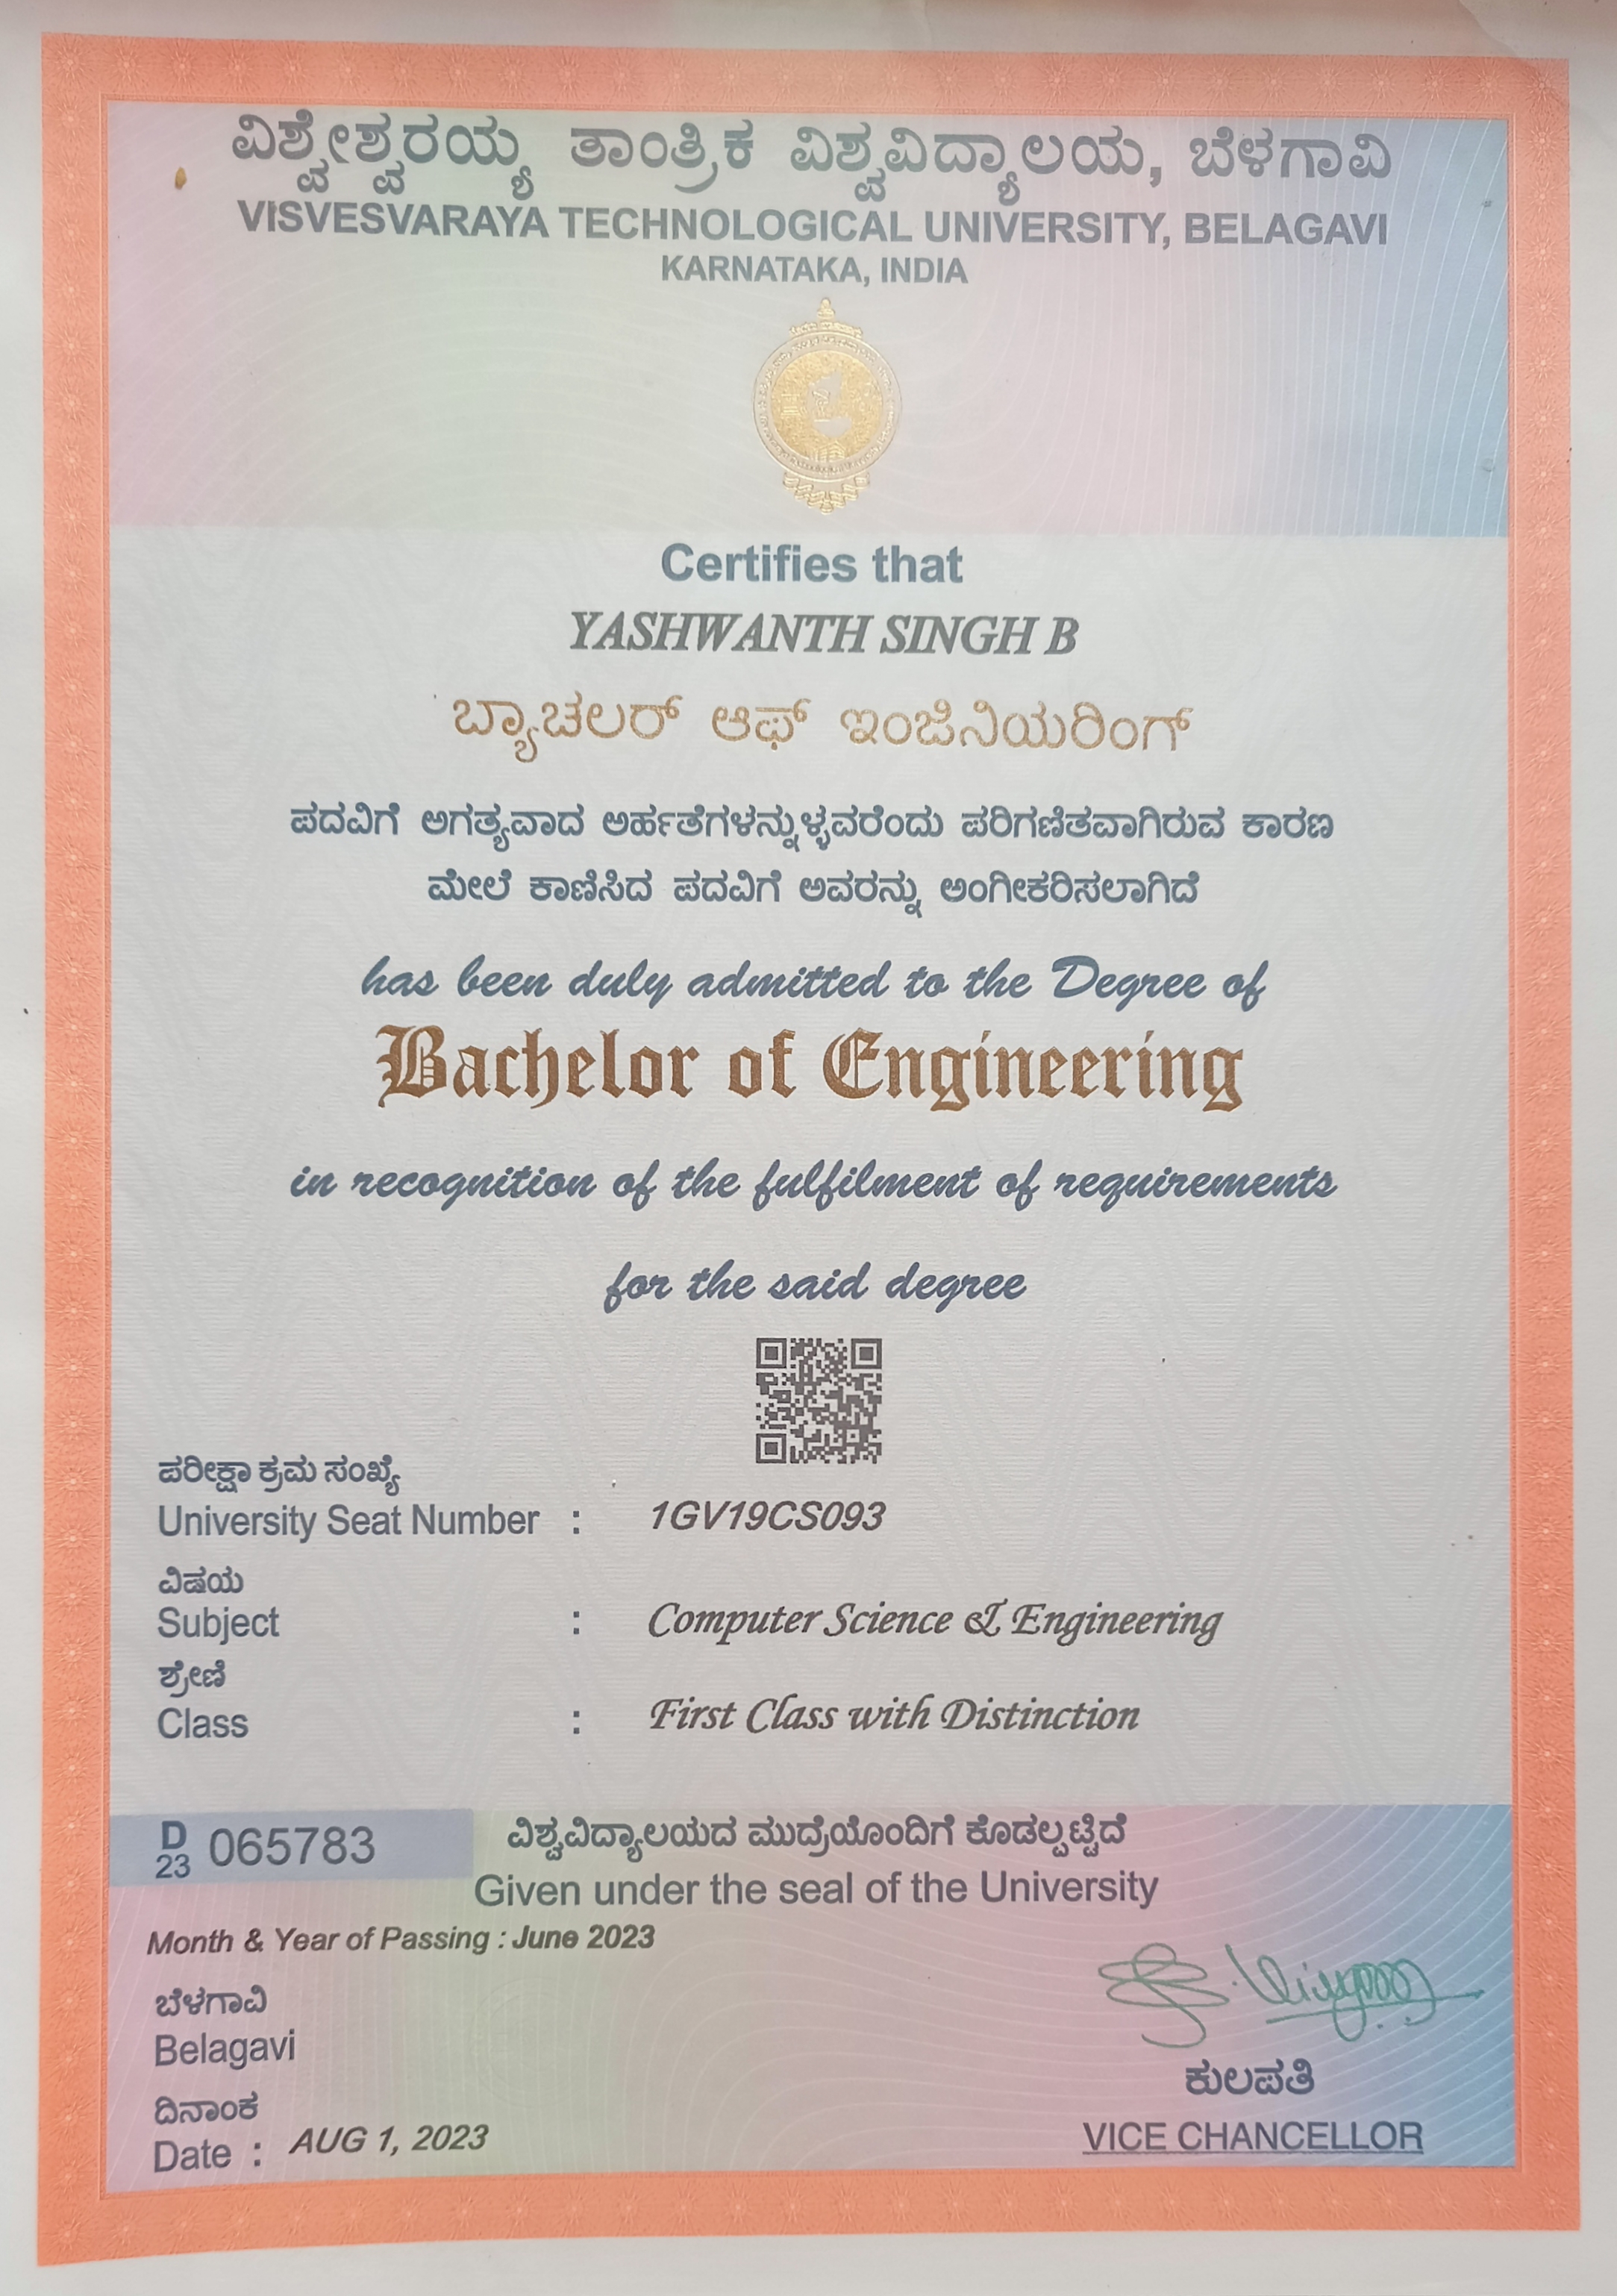 ವಿಶ್ವೇಶ್ವರಯ್ಯ ತಾಂತ್ರಿಕ ವಿಶ್ವವಿದ್ಯಾಲಯ, ಬೆಳಗಾವಿ
VISVESVARAYA TECHNOLOGICAL UNIVERSITY, BELAGAVI
KARNATAKA, INDIA
Certifies that
YASHWANTH SINGH B
ಬ್ಯಾಚಲರ್ ಆಫ್ ಇಂಜಿನಿಯರಿಂಗ್
ಪದವಿಗೆ ಅಗತ್ಯವಾದ ಅರ್ಹತೆಗಳನ್ನುಳ್ಳವರೆಂದು ಪರಿಗಣಿತವಾಗಿರುವ ಕಾರಣ
ಮೇಲೆ ಕಾಣಿಸಿದ ಪದವಿಗೆ ಅವರನ್ನು ಅಂಗೀಕರಿಸಲಾಗಿದೆ
has been duly admitted to the Degree of
Bachelor of Engineering
in recognition of the fulfilment of requirements
for the said degree
ಪರೀಕ್ಷಾ ಕ್ರಮ ಸಂಖ್ಯೆ
University Seat Number : 1GV19CS093
ವಿಷಯ
Subject : Computer Science & Engineering
ಶ್ರೇಣಿ
Class : First Class with Distinction
D 23 065783
ವಿಶ್ವವಿದ್ಯಾಲಯದ ಮುದ್ರೆಯೊಂದಿಗೆ ಕೊಡಲ್ಪಟ್ಟಿದೆ
Given under the seal of the University
Month & Year of Passing : June 2023
ಬೆಳಗಾವಿ
Belagavi
ಕುಲಪತಿ
VICE CHANCELLOR
ದಿನಾಂಕ
Date : AUG 1, 2023